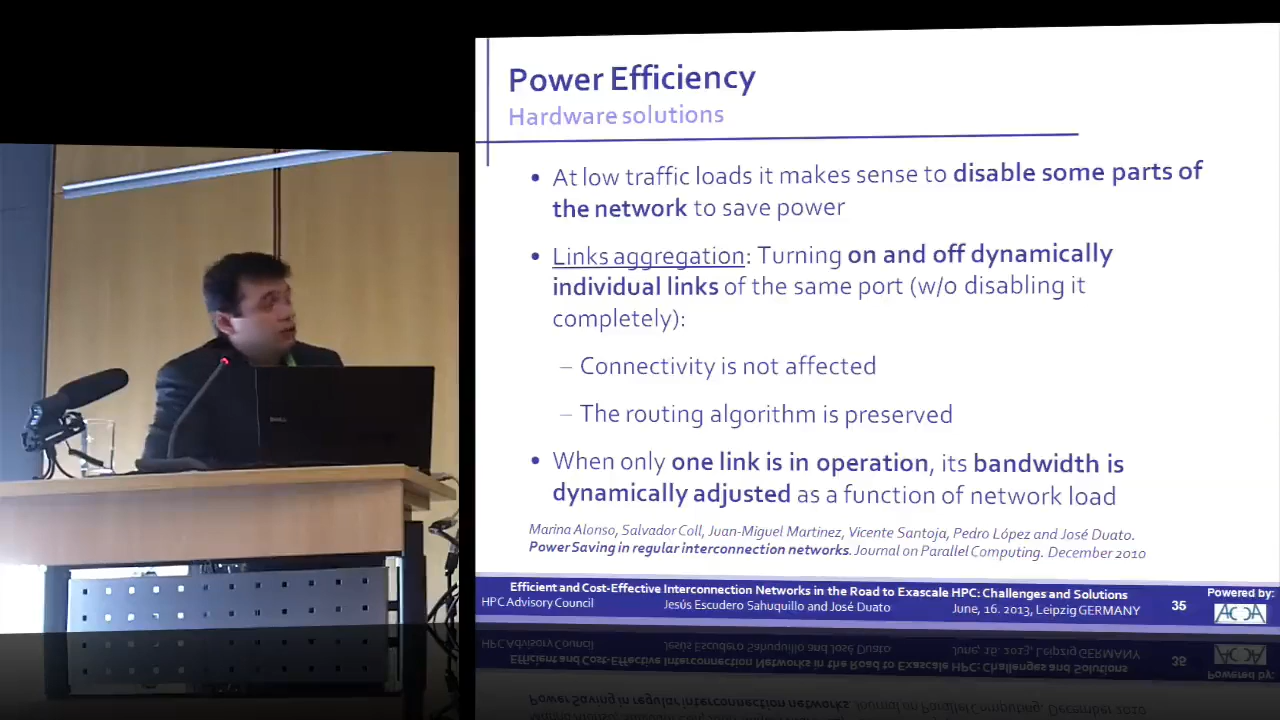 Power Efficiency
Hardware solutions
• At low traffic loads it makes sense to disable some parts of
the network to save power
• Links aggregation: Turning on and off dynamically
individual links of the same port (w/o disabling it
completely):
– Connectivity is not affected
– The routing algorithm is preserved
• When only one link is in operation, its bandwidth is
dynamically adjusted as a function of network load
Marina Alonso, Salvador Coll, Juan-Miguel Martinez, Vicente Santoja, Pedro López and José Duato.
Power Saving in regular interconnection networks. Journal on Parallel Computing. December 2010
Efficient and Cost-Effective Interconnection Networks in the Road to Exascale HPC: Challenges and Solutions
HPC Advisory Council Jesús Escudero Sahuquillo and José Duato June, 16. 2013, Leipzig GERMANY 35
Powered by:
ACCA